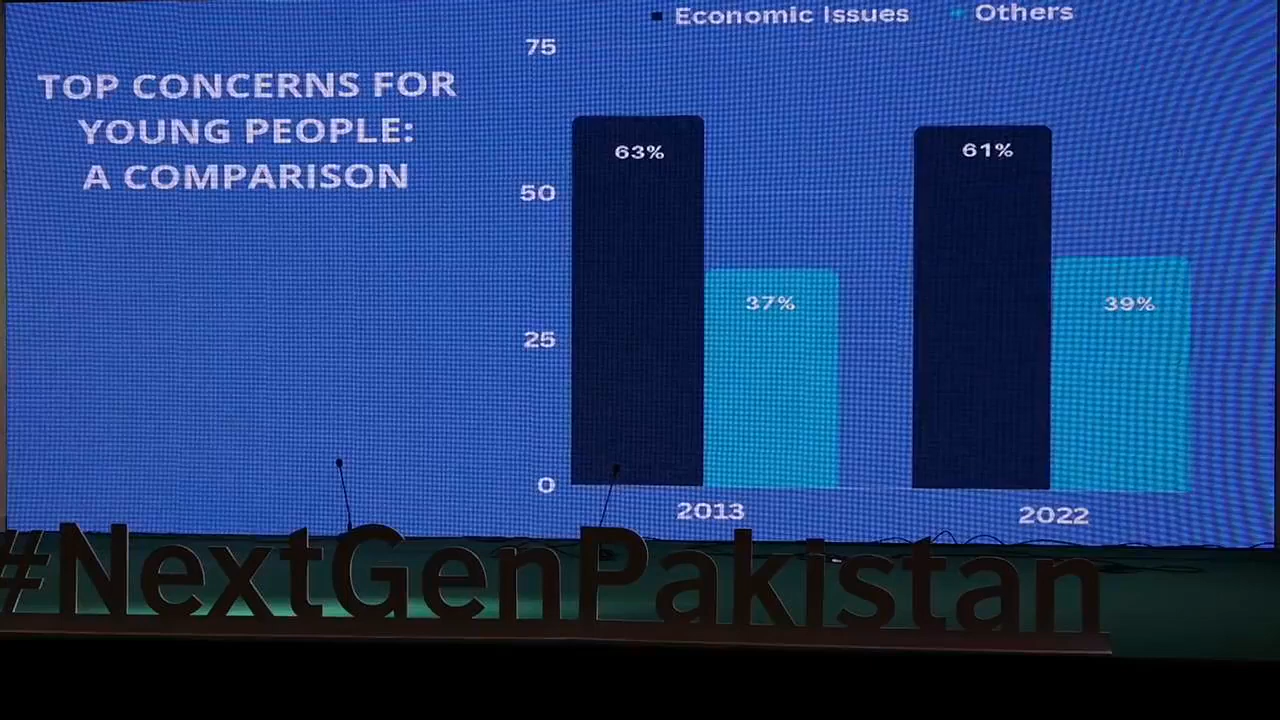 Economic Issues Others
TOP CONCERNS FOR
YOUNG PEOPLE:
A COMPARISON
75
50
25
0
63%
37%
61%
39%
2013
2022
#NextGenPakistan